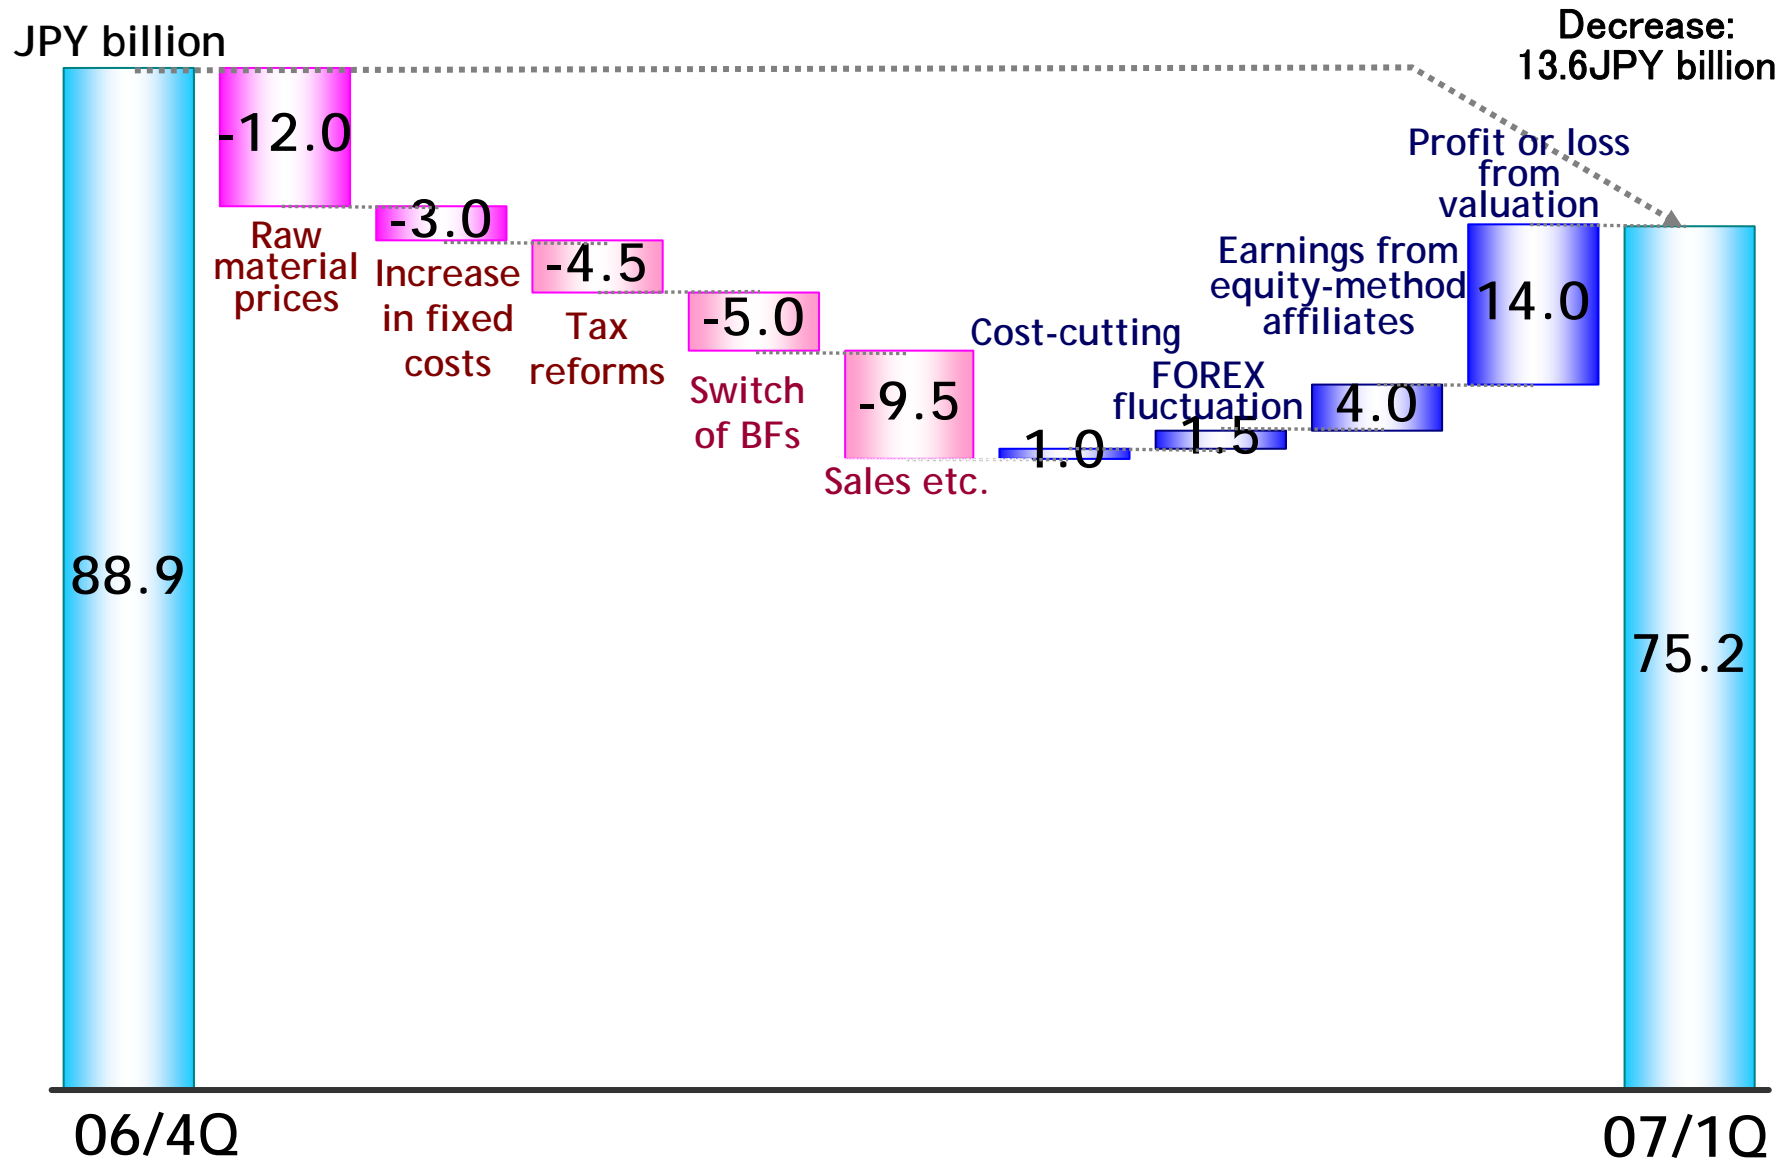 JPY billion
Decrease:
13.6JPY billion
88.9
-12.0
Raw
material
prices
-3.0
Increase
in fixed
costs
-4.5
Tax
reforms
-5.0
Switch
of BFs
-9.5
Sales etc.
Cost-cutting
1.0
FOREX
fluctuation
1.5
Earnings from
equity-method
affiliates
4.0
Profit or loss
from
valuation
14.0
75.2
06/4Q
07/1Q